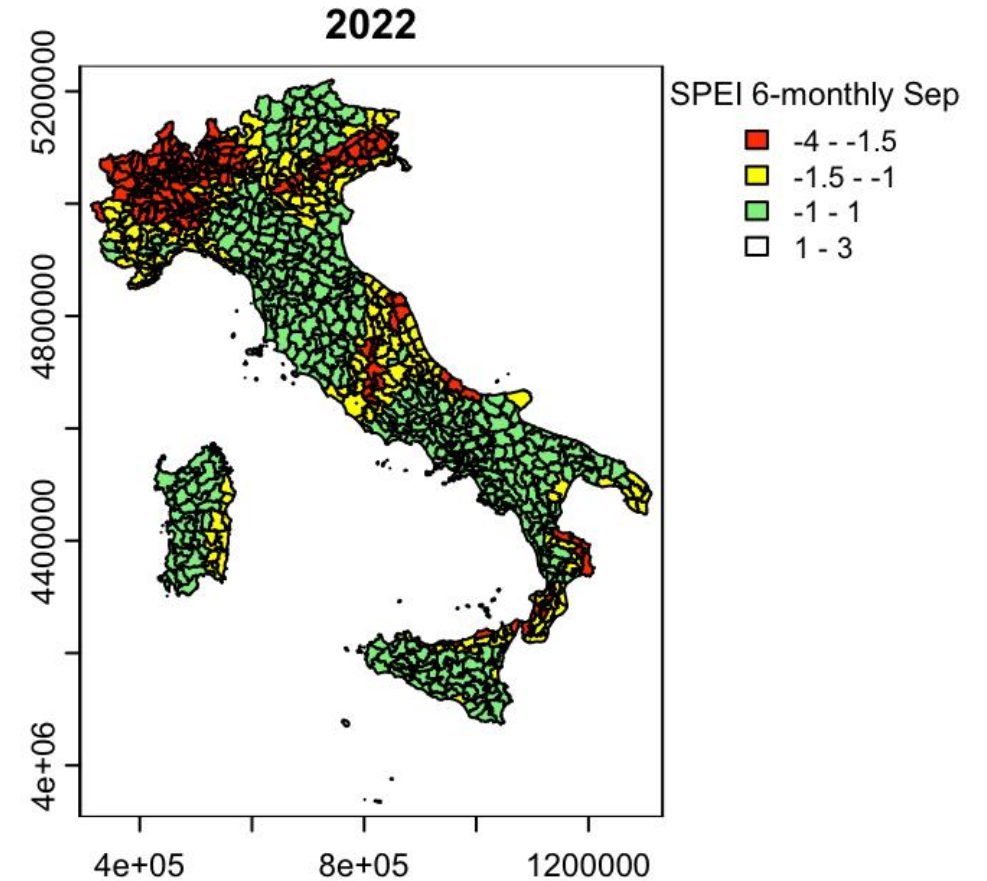 2022
SPEI 6-monthly Sep
-4 - -1.5
-1.5 - -1
-1 - 1
1 - 3
5200000
4800000
4400000
4e+06
4e+05
8e+05
1200000